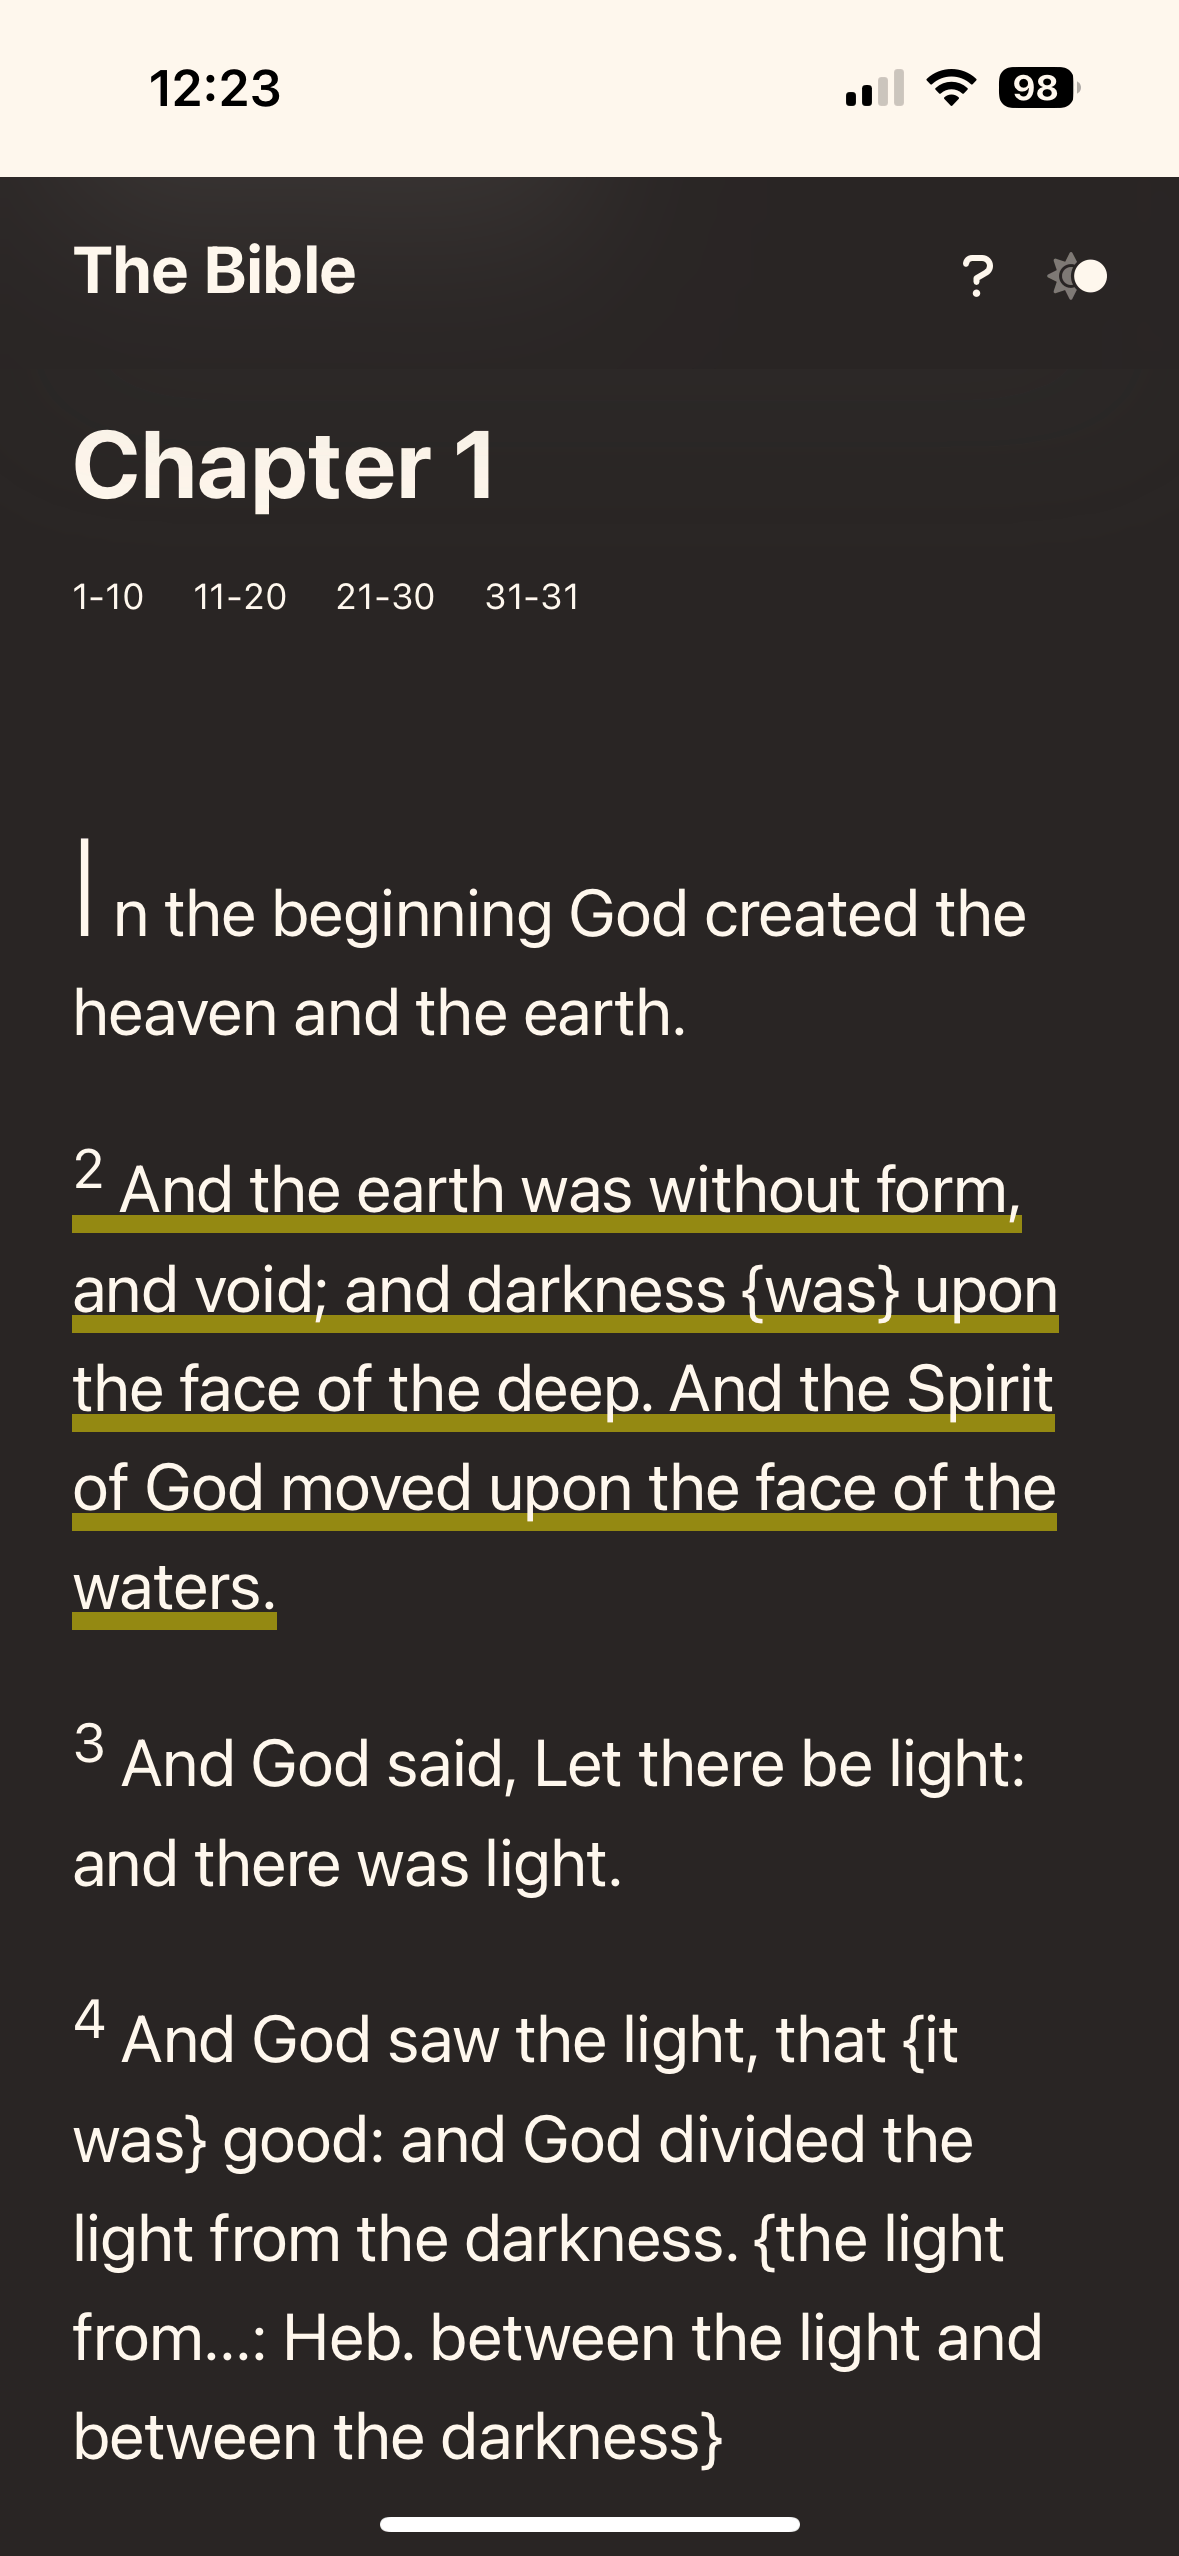 12:23
98
The Bible
?
Chapter 1
1-10 11-20 21-30 31-31
In the beginning God created the
heaven and the earth.
2 And the earth was without form,
and void; and darkness {was} upon
the face of the deep. And the Spirit
of God moved upon the face of the
waters.
3 And God said, Let there be light:
and there was light.
4 And God saw the light, that {it
was} good: and God divided the
light from the darkness. {the light
from...: Heb. between the light and
between the darkness}